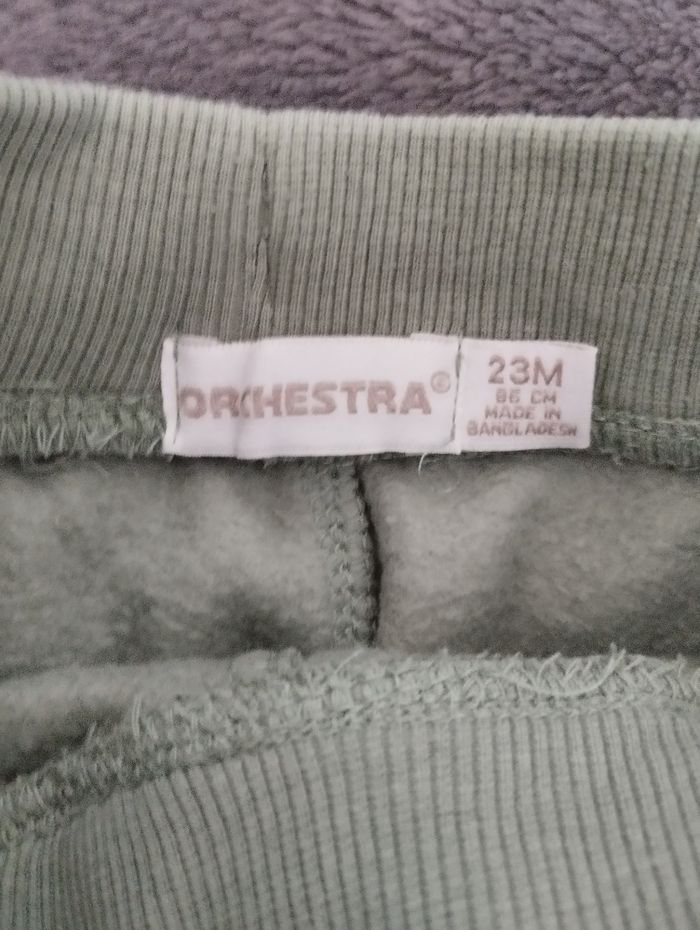 ORCHESTRA®
23M
86 CM
MADE IN
BANGLADESH